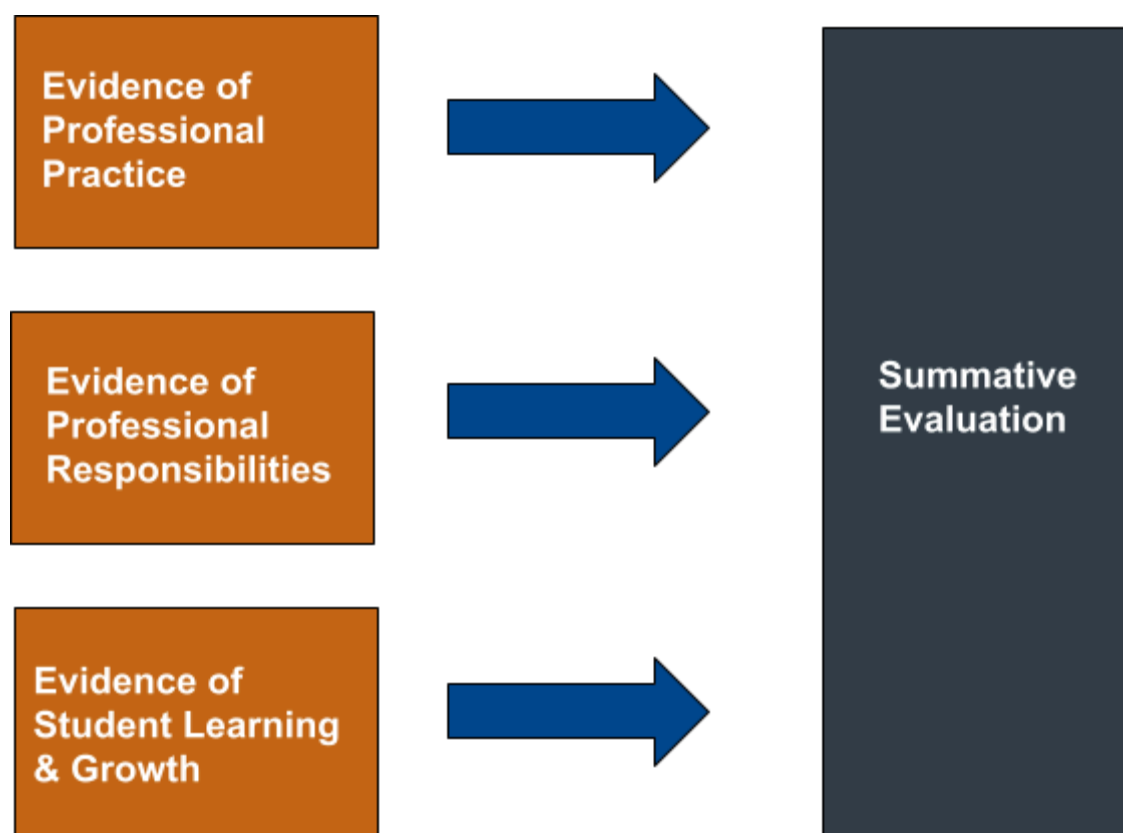 Evidence of
Professional
Practice
Evidence of
Professional
Responsibilities
Evidence of
Student Learning
& Growth
Summative
Evaluation